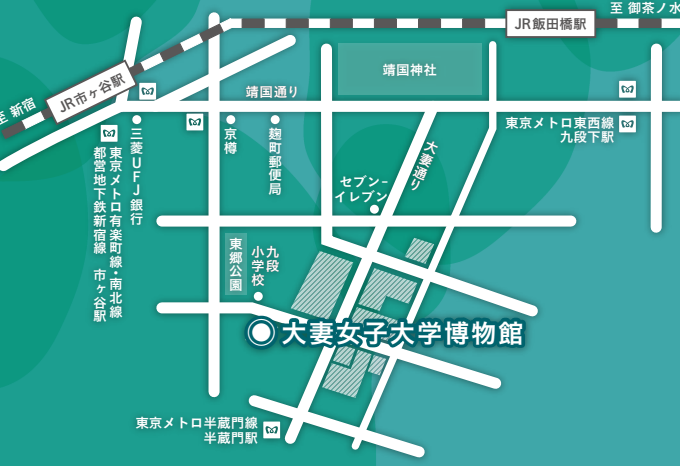 至 御茶ノ水
JR飯田橋駅
靖国神社
JR市ヶ谷駅
至 新宿
靖国通り
東京メトロ東西線
九段下駅
京樽
麹町郵便局
三菱UFJ銀行
東京メトロ有楽町線・南北線
都営地下鉄新宿線 市ヶ谷駅
大妻通り
セブン-
イレブン
東郷公園
九段
小学校
大妻女子大学博物館
東京メトロ半蔵門線
半蔵門駅